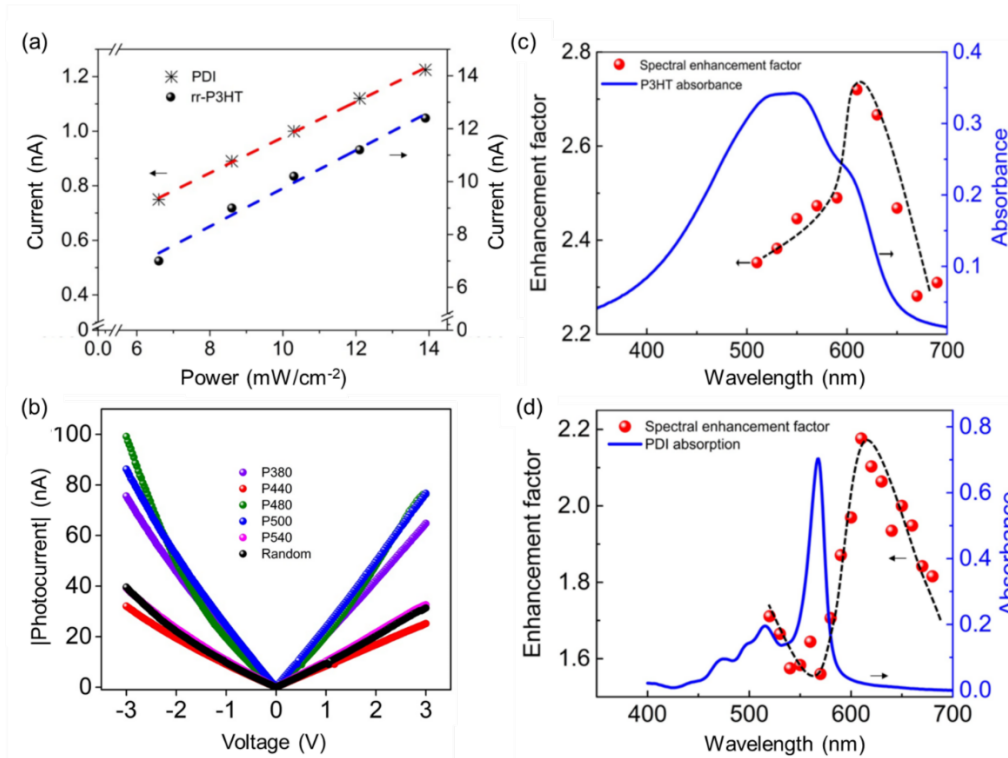 (a)
PDI
rr-P3HT
1.2
1.0
0.8
0.6
0.4
0
14
12
10
8
6
0
0.0 8 10 12 14
Current (nA)
Current (nA)
Power (mW/cm⁻²)
(b)
100
80
60
40
20
0
P380
P440
P480
P500
P540
Random
-3 -2 -1 0 1 2 3
|Photocurrent| (nA)
Voltage (V)
(c)
Spectral enhancement factor
P3HT absorbance
2.8
2.6
2.4
2.2
0.4
0.3
0.2
0.1
0.0
400 500 600 700
Enhancement factor
Absorbance
Wavelength (nm)
(d)
Spectral enhancement factor
PDI absorption
2.2
2.0
1.8
1.6
0.8
0.6
0.4
0.2
0.0
400 500 600 700
Enhancement factor
Absorbance
Wavelength (nm)